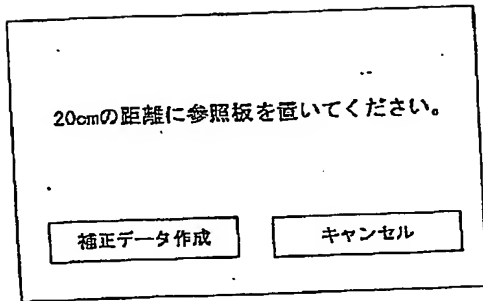 20cmの距離に参照板を置いてください。
補正データ作成
キャンセル